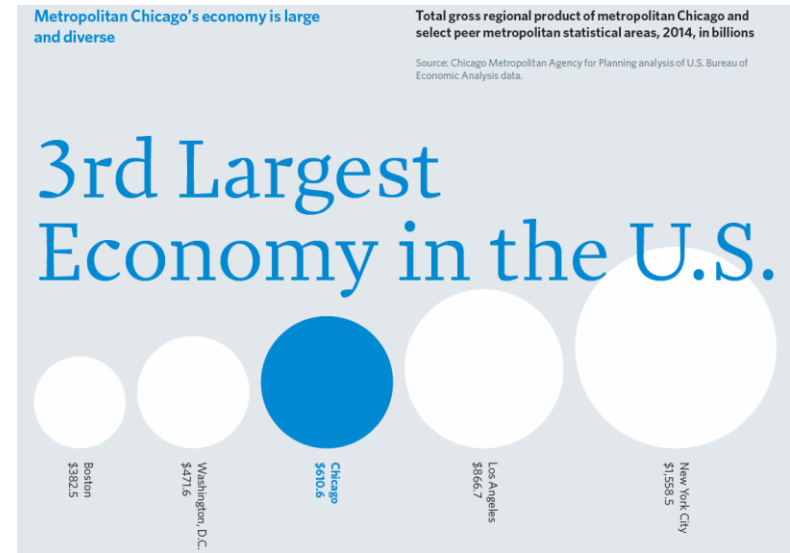 Metropolitan Chicago's economy is large
and diverse
Total gross regional product of metropolitan Chicago and
select peer metropolitan statistical areas, 2014, in billions
Source: Chicago Metropolitan Agency for Planning analysis of U.S. Bureau of
Economic Analysis data.
3rd Largest
Economy in the U.S.
Boston
$382.5
Washington, D.C.
$471.6
Chicago
$610.6
Los Angeles
$866.7
New York City
$1,558.5